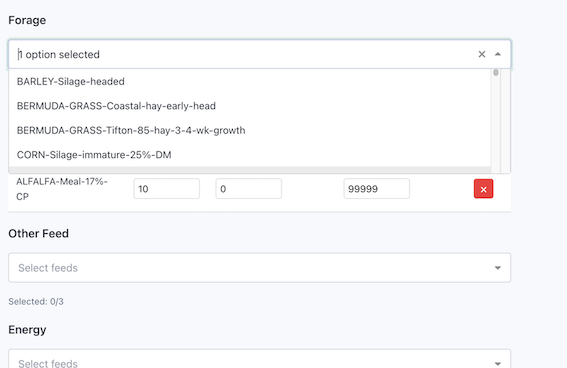 Forage
1 option selected
BARLEY-Silage-headed
BERMUDA-GRASS-Coastal-hay-early-head
BERMUDA-GRASS-Tifton-85-hay-3-4-wk-growth
CORN-Silage-immature-25%-DM
ALFALFA-Meal-17%-
CP
10 0 99999
Other Feed
Select feeds
Selected: 0/3
Energy
Select feeds